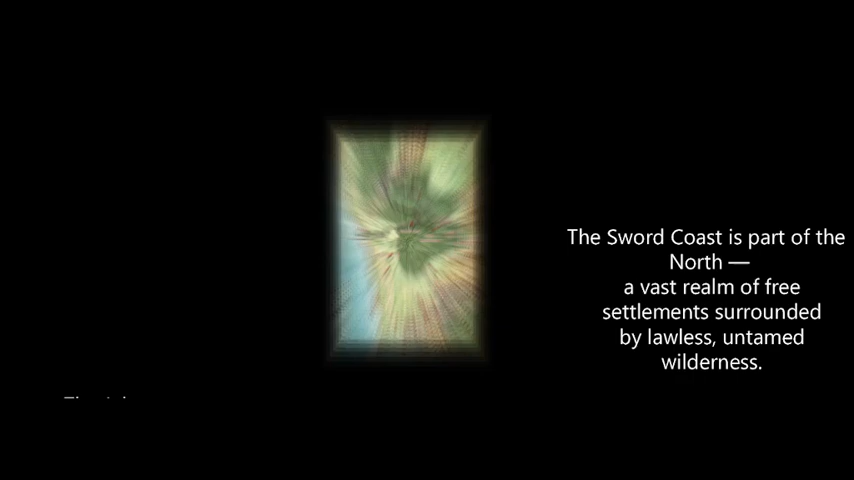 The Sword Coast is part of the
North —
a vast realm of free
settlements surrounded
by lawless, untamed
wilderness.